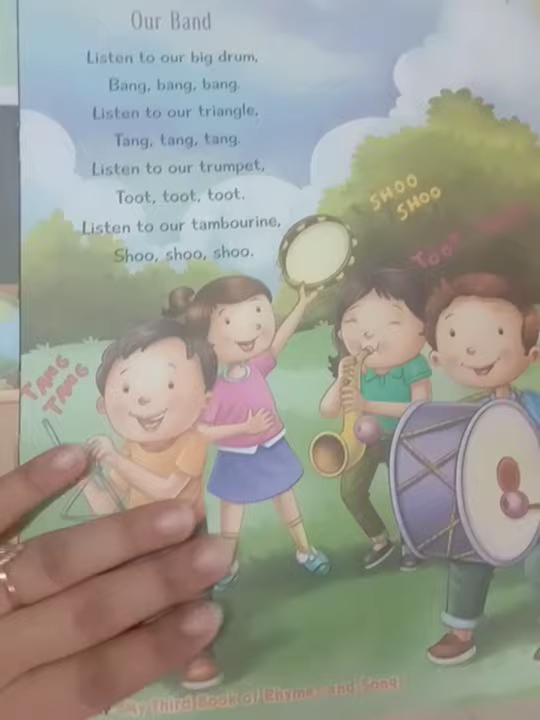 Our Band
Listen to our big drum,
Bang, bang, bang.
Listen to our triangle,
Tang, tang, tang.
Listen to our trumpet,
Toot, toot, toot.
Listen to our tambourine,
Shoo, shoo, shoo.
SHOO
SHOO
TOOT
TANG
TANG
My Third Book of Rhymes and Song